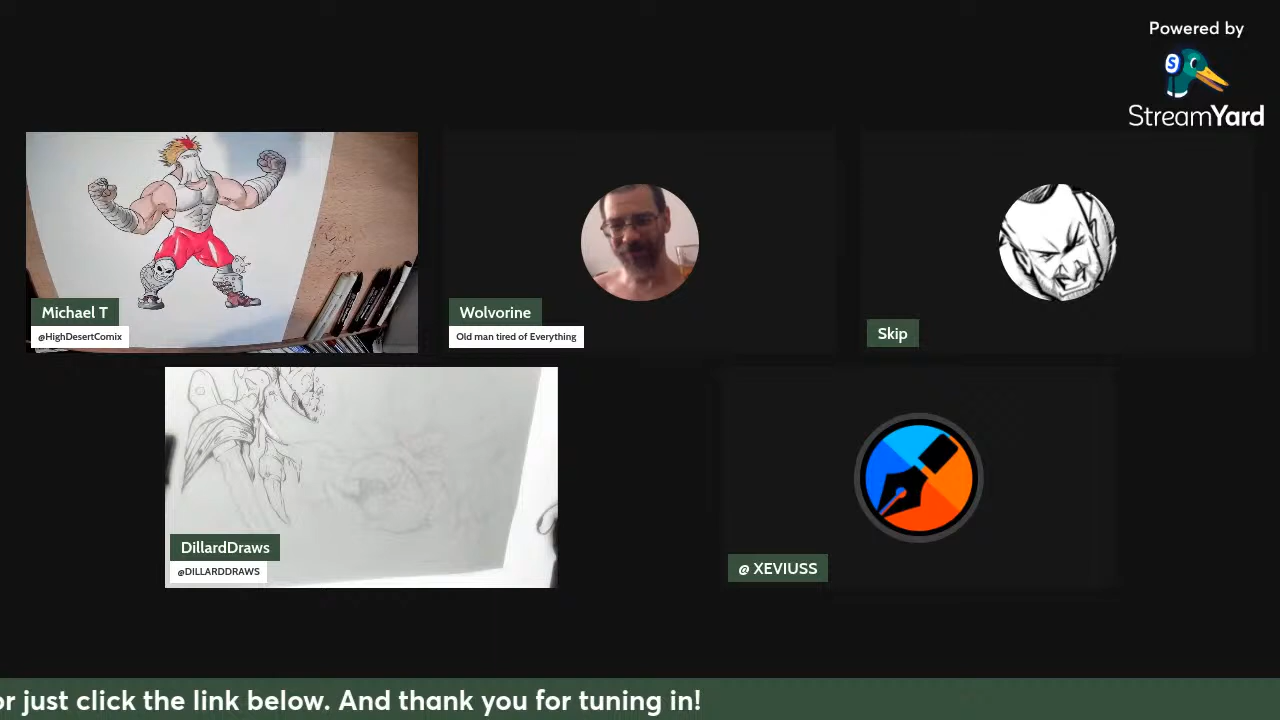 Powered by
StreamYard
Michael T
@HighDesertComix
Wolvorine
Old man tired of Everything
Skip
DillardDraws
@DILLARDDRAWS
@ XEVIUSS
or just click the link below. And thank you for tuning in!